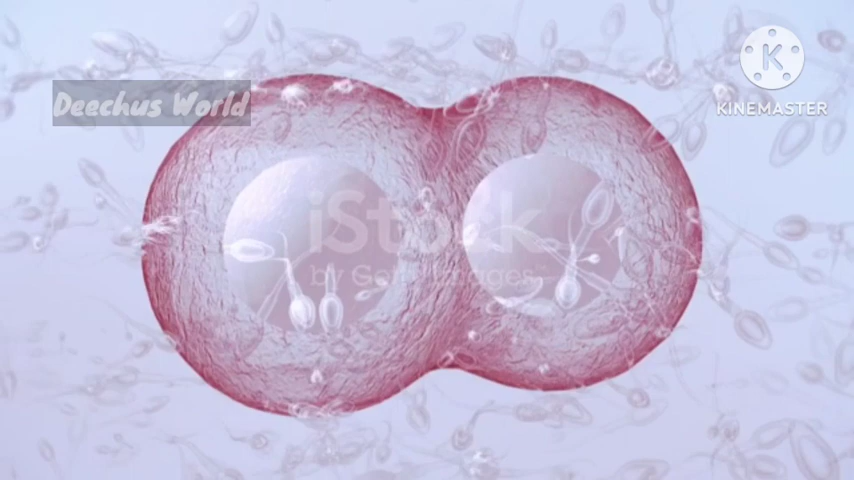 Deechus World
K
KINEMASTER
iStock
by Getty Images